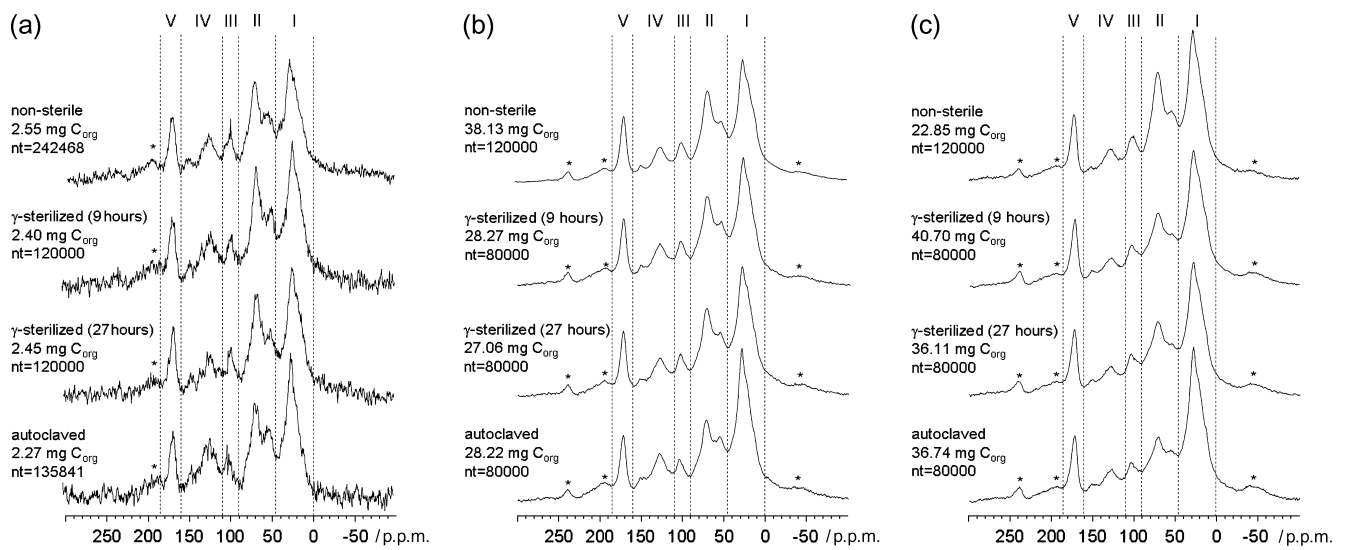 (a)
V IV III II I
non-sterile
2.55 mg Corg
nt=242468
*
γ-sterilized (9 hours)
2.40 mg Corg
nt=120000
*
γ-sterilized (27hours)
2.45 mg Corg
nt=120000
*
autoclaved
2.27 mg Corg
nt=135841
*
250 200 150 100 50 0 -50 /p.p.m.
(b)
V IV III II I
non-sterile
38.13 mg Corg
nt=120000
* * *
γ-sterilized (9 hours)
28.27 mg Corg
nt=80000
* * *
γ-sterilized (27 hours)
27.06 mg Corg
nt=80000
* * *
autoclaved
28.22 mg Corg
nt=80000
* * *
250 200 150 100 50 0 -50 /p.p.m.
(c)
V IV III II I
non-sterile
22.85 mg Corg
nt=120000
* * *
γ-sterilized (9 hours)
40.70 mg Corg
nt=80000
* * *
γ-sterilized (27 hours)
36.11 mg Corg
nt=80000
* * *
autoclaved
36.74 mg Corg
nt=80000
* * *
250 200 150 100 50 0 -50 /p.p.m.